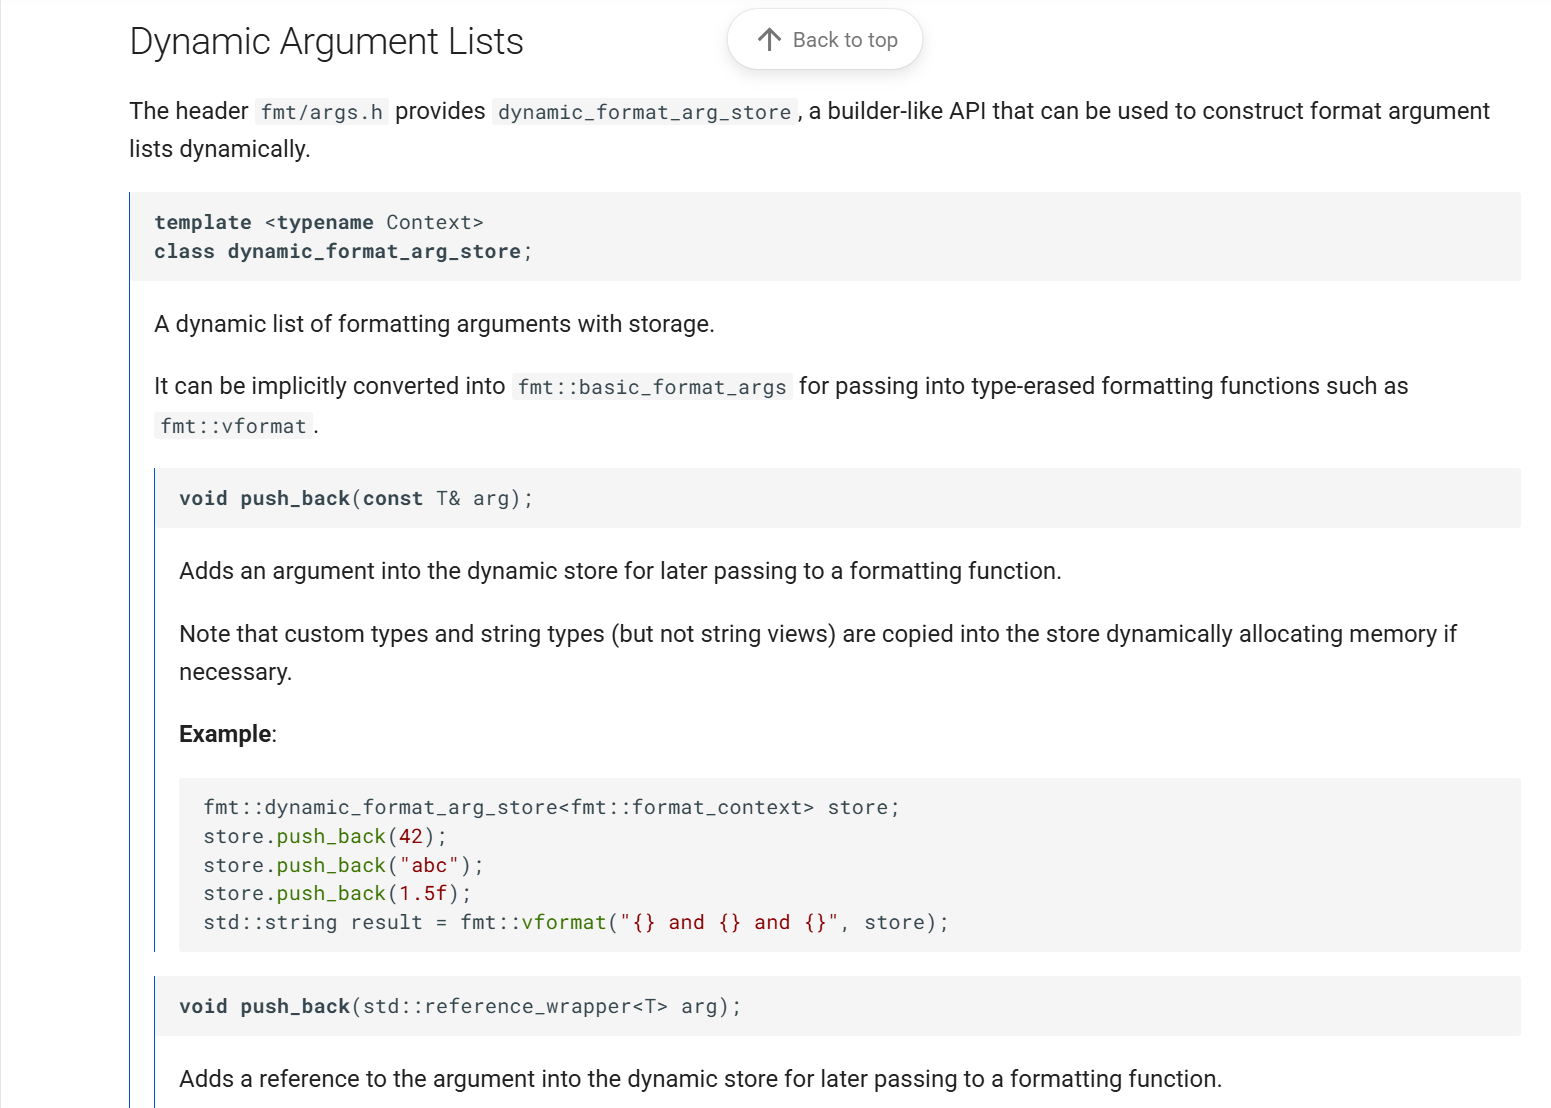 Dynamic Argument Lists
Back to top
The header fmt/args.h provides dynamic_format_arg_store, a builder-like API that can be used to construct format argument
lists dynamically.
template <typename Context>
class dynamic_format_arg_store;
A dynamic list of formatting arguments with storage.
It can be implicitly converted into fmt::basic_format_args for passing into type-erased formatting functions such as
fmt::vformat.
void push_back(const T& arg);
Adds an argument into the dynamic store for later passing to a formatting function.
Note that custom types and string types (but not string views) are copied into the store dynamically allocating memory if
necessary.
Example:
fmt::dynamic_format_arg_store<fmt::format_context> store;
store.push_back(42);
store.push_back("abc");
store.push_back(1.5f);
std::string result = fmt::vformat("{} and {} and {}", store);
void push_back(std::reference_wrapper<T> arg);
Adds a reference to the argument into the dynamic store for later passing to a formatting function.